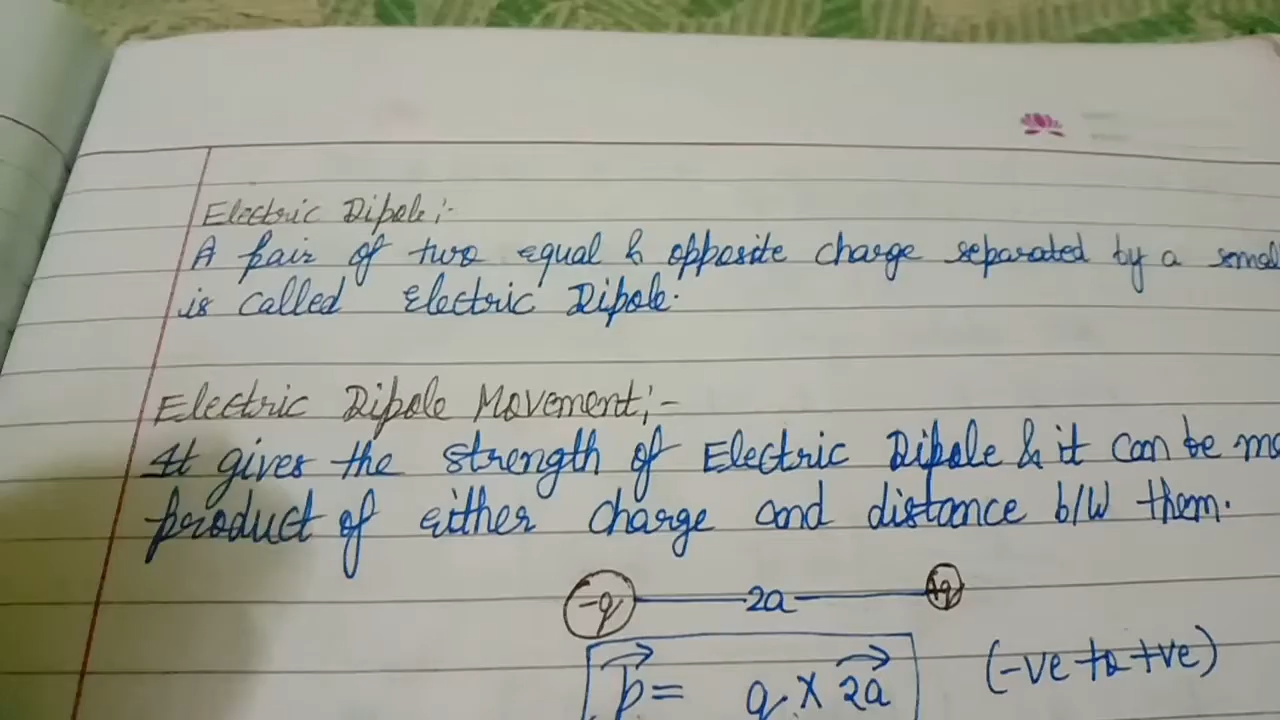 Electric Dipole:-
A pair of two equal & opposite charge separated by a small
is called Electric Dipole.
Electric Dipole Movement:-
It gives the strength of Electric Dipole & it can be
product of either charge and distance b/w them.
-q 2a +q
p⃗ = q × 2a⃗ (-ve to +ve)